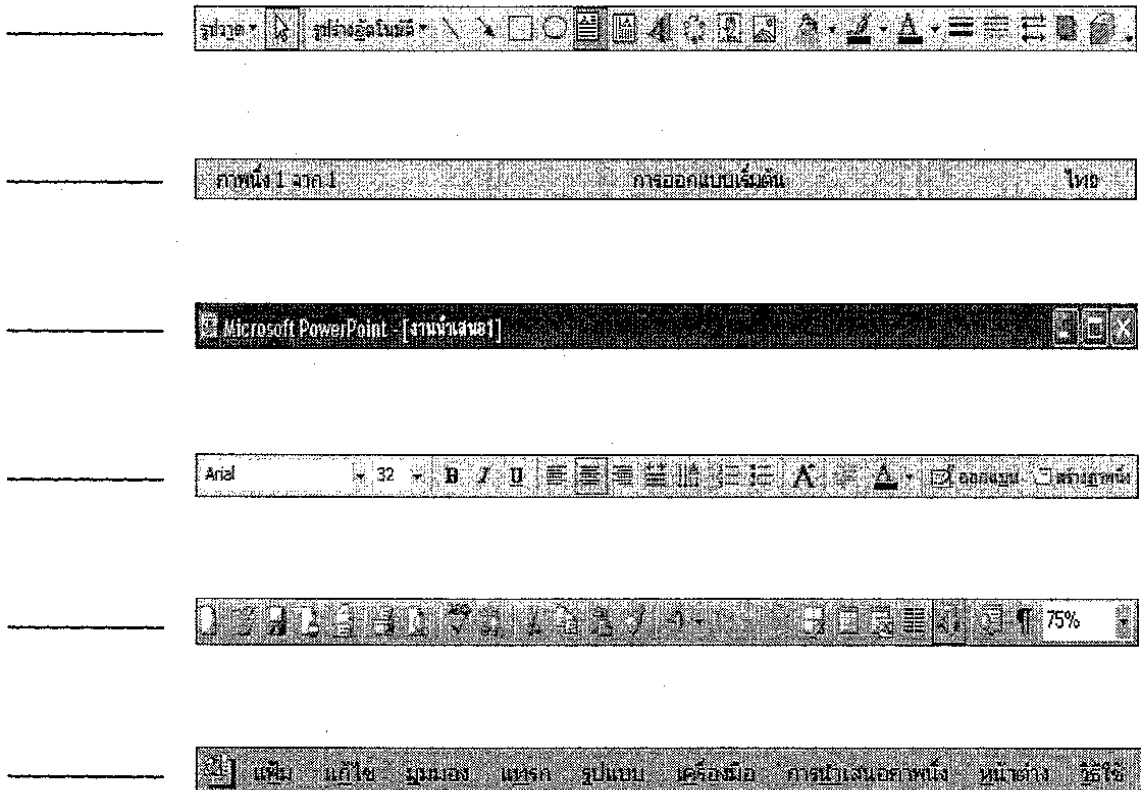 รูปวาด รูปร่างอัตโนมัติ
ภาพนิ่ง 1 จาก 1 การออกแบบเริ่มต้น ไทย
Microsoft PowerPoint - [งานนำเสนอ1]
Arial 32 B I U ออกแบบ สร้างภาพนิ่ง
75%
แฟ้ม แก้ไข มุมมอง แทรก รูปแบบ เครื่องมือ การนำเสนอภาพนิ่ง หน้าต่าง วิธีใช้